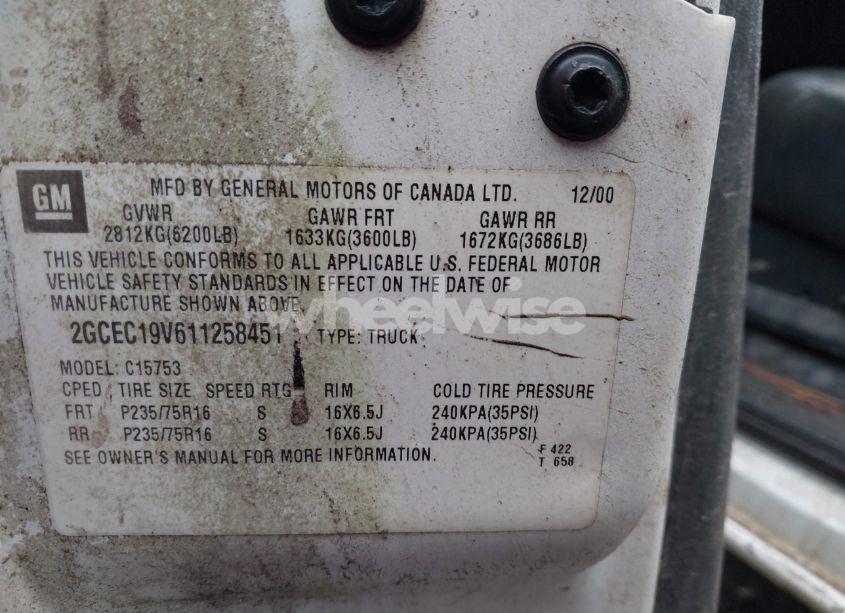 GM
MFD BY GENERAL MOTORS OF CANADA LTD. 12/00
GVWR GAWR FRT GAWR RR
2812KG(6200LB) 1633KG(3600LB) 1672KG(3686LB)
THIS VEHICLE CONFORMS TO ALL APPLICABLE U.S. FEDERAL MOTOR
VEHICLE SAFETY STANDARDS IN EFFECT ON THE DATE OF
MANUFACTURE SHOWN ABOVE.
wheelwise
2GCEC19V611258451 TYPE: TRUCK
MODEL: C15753
CPED TIRE SIZE SPEED RTG RIM COLD TIRE PRESSURE
FRT P235/75R16 S 16X6.5J 240KPA(35PSI)
RR P235/75R16 S 16X6.5J 240KPA(35PSI)
SEE OWNER'S MANUAL FOR MORE INFORMATION.
F 422
T 658